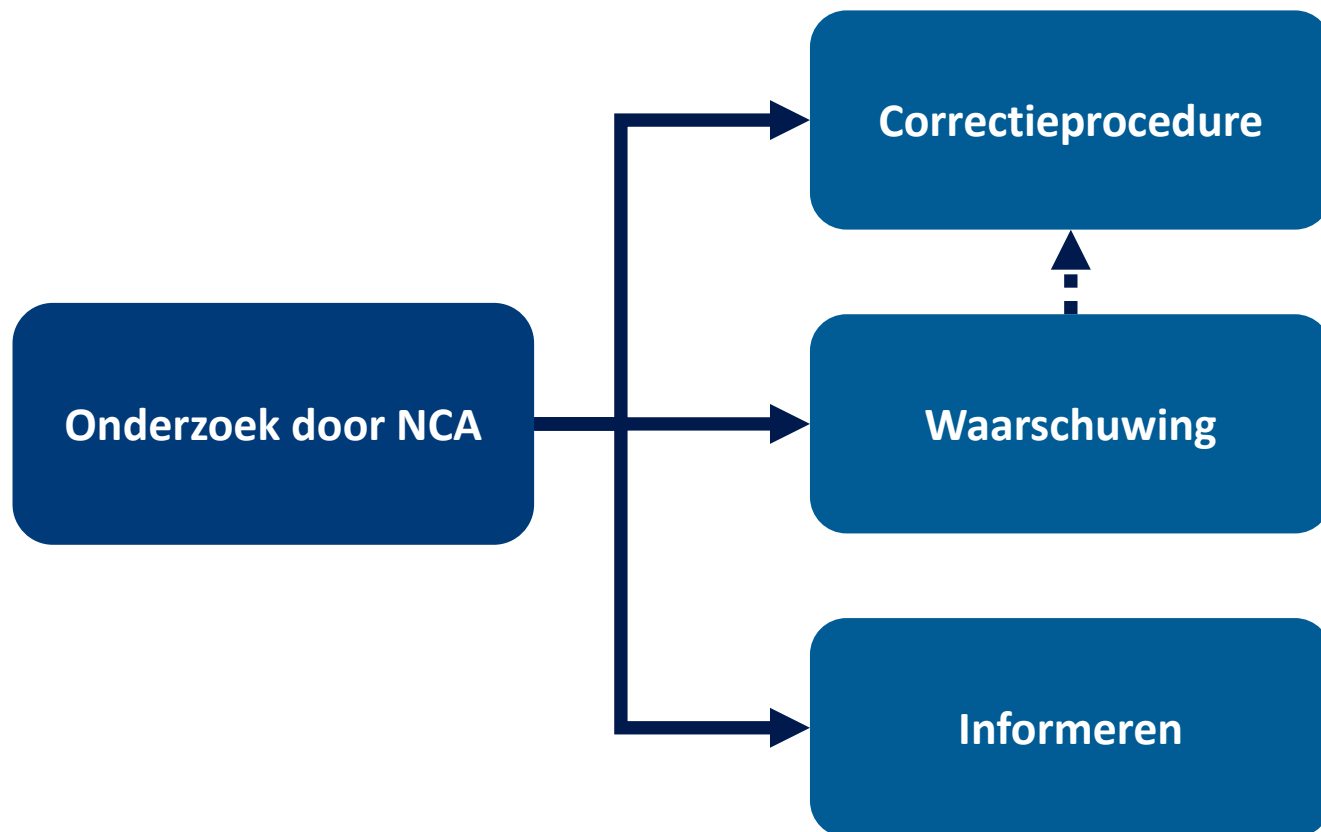 Correctieprocedure
Onderzoek door NCA
Waarschuwing
Informeren